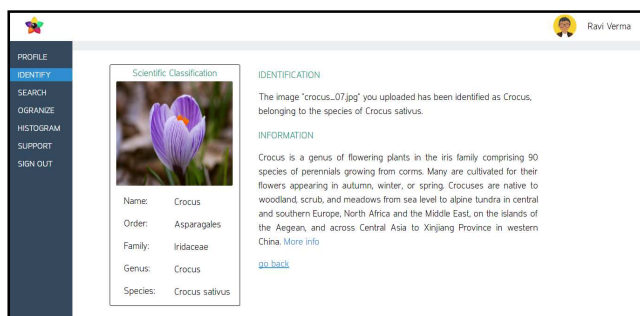 Ravi Verma
PROFILE
IDENTIFY
SEARCH
OGRANIZE
HISTOGRAM
SUPPORT
SIGN OUT
Scientific Classification
Name: Crocus
Order: Asparagales
Family: Iridaceae
Genus: Crocus
Species: Crocus sativus
IDENTIFICATION
The image "crocus_07.jpg" you uploaded has been identified as Crocus,
belonging to the species of Crocus sativus.
INFORMATION
Crocus is a genus of flowering plants in the iris family comprising 90
species of perennials growing from corms. Many are cultivated for their
flowers appearing in autumn, winter, or spring. Crocuses are native to
woodland, scrub, and meadows from sea level to alpine tundra in central
and southern Europe, North Africa and the Middle East, on the islands of
the Aegean, and across Central Asia to Xinjiang Province in western
China. More info
go back